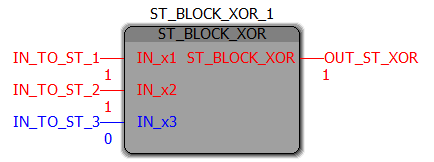 ST_BLOCK_XOR_1
ST_BLOCK_XOR
IN_TO_ST_1 IN_x1 ST_BLOCK_XOR OUT_ST_XOR
1 1
IN_TO_ST_2 IN_x2
1
IN_TO_ST_3 IN_x3
0